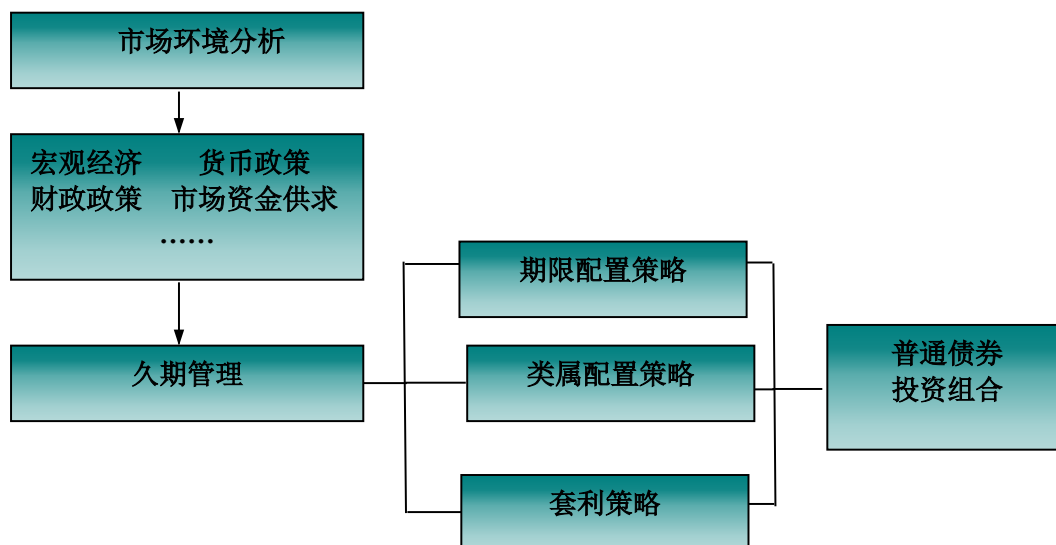 市场环境分析
宏观经济 货币政策
财政政策 市场资金供求
……
久期管理
期限配置策略
类属配置策略
套利策略
普通债券
投资组合